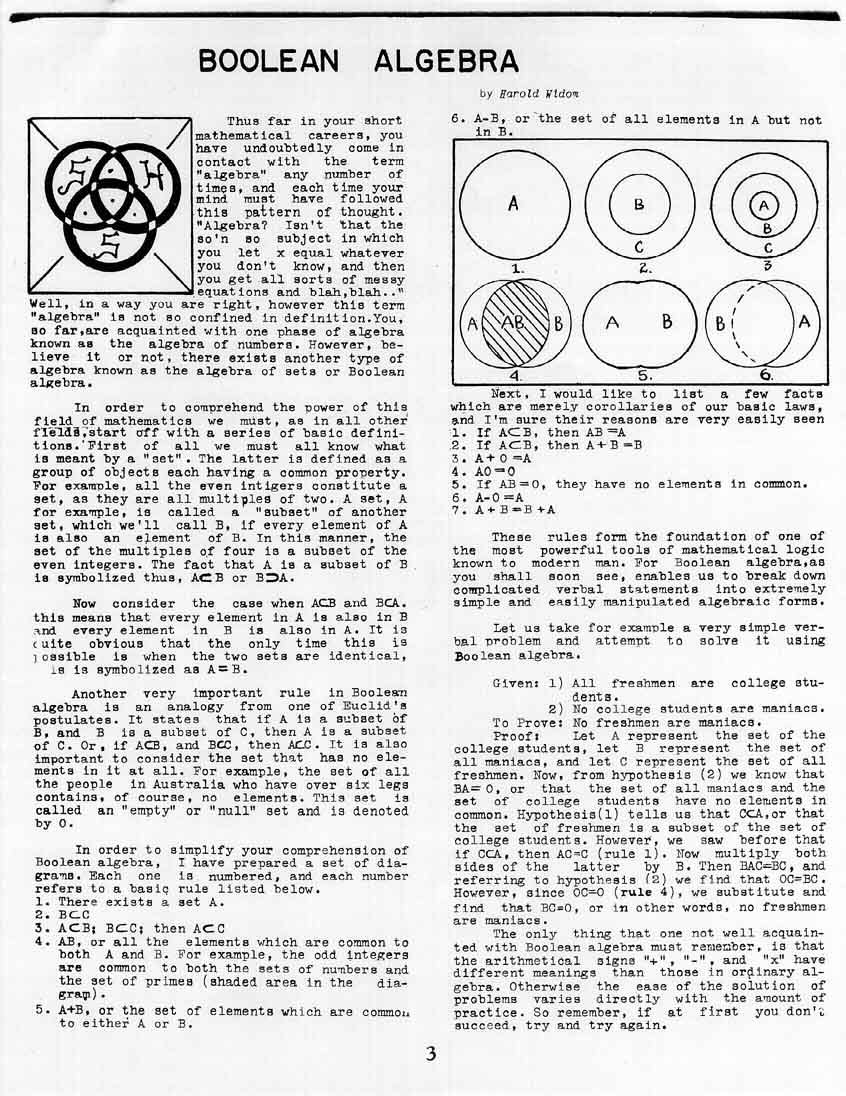 BOOLEAN ALGEBRA
by Harold Widom
S H
S
Thus far in your short
mathematical careers, you
have undoubtedly come in
contact with the term
"algebra" any number of
times, and each time your
mind must have followed
this pattern of thought.
"Algebra? Isn't that the
so'n so subject in which
you let x equal whatever
you don't know, and then
you get all sorts of messy
equations and blah,blah.."
Well, in a way you are right, however this term
"algebra" is not so confined in definition.You,
so far,are acquainted with one phase of algebra
known as the algebra of numbers. However, be-
lieve it or not, there exists another type of
algebra known as the algebra of sets or Boolean
algebra.
In order to comprehend the power of this
field of mathematics we must, as in all other
fields,start off with a series of basic defini-
tions. First of all we must all know what
is meant by a "set". The latter is defined as a
group of objects each having a common property.
For example, all the even intigers constitute a
set, as they are all multiples of two. A set, A
for example, is called a "subset" of another
set, which we'll call B, if every element of A
is also an element of B. In this manner, the
set of the multiples of four is a subset of the
even integers. The fact that A is a subset of B
is symbolized thus, A⊂B or B⊃A.
Now consider the case when A⊂B and B⊂A.
this means that every element in A is also in B
and every element in B is also in A. It is
quite obvious that the only time this is
possible is when the two sets are identical,
is is symbolized as A=B.
Another very important rule in Boolean
algebra is an analogy from one of Euclid's
postulates. It states that if A is a subset of
B, and B is a subset of C, then A is a subset
of C. Or, if A⊂B, and B⊂C, then A⊂C. It is also
important to consider the set that has no ele-
ments in it at all. For example, the set of all
the people in Australia who have over six legs
contains, of course, no elements. This set is
called an "empty" or "null" set and is denoted
by 0.
In order to simplify your comprehension of
Boolean algebra, I have prepared a set of dia-
grams. Each one is numbered, and each number
refers to a basic rule listed below.
1. There exists a set A.
2. B⊂C
3. A⊂B; B⊂C; then A⊂C
4. AB, or all the elements which are common to
both A and B. For example, the odd integers
are common to both the sets of numbers and
the set of primes (shaded area in the dia-
gram).
5. A+B, or the set of elements which are common
to either A or B.
6. A-B, or the set of all elements in A but not
in B.
A B C A B C
1. 2. 3
A AB B A B B A
4. 5. 6.
Next, I would like to list a few facts
which are merely corollaries of our basic laws,
and I'm sure their reasons are very easily seen
1. If A⊂B, then AB=A
2. If A⊂B, then A+B=B
3. A+0=A
4. A0=0
5. If AB=0, they have no elements in common.
6. A-0=A
7. A+B=B+A
These rules form the foundation of one of
the most powerful tools of mathematical logic
known to modern man. For Boolean algebra,as
you shall soon see, enables us to break down
complicated verbal statements into extremely
simple and easily manipulated algebraic forms.
Let us take for example a very simple ver-
bal problem and attempt to solve it using
Boolean algebra.
Given: 1) All freshmen are college stu-
dents.
2) No college students are maniacs.
To Prove: No freshmen are maniacs.
Proof: Let A represent the set of the
college students, let B represent the set of
all maniacs, and let C represent the set of all
freshmen. Now, from hypothesis (2) we know that
BA=0, or that the set of all maniacs and the
set of college students have no elements in
common. Hypothesis(1) tells us that C⊂A,or that
the set of freshmen is a subset of the set of
college students. However, we saw before that
if C⊂A, then AC=C (rule 1). Now multiply both
sides of the latter by B. Then BAC=BC, and
referring to hypothesis (2) we find that 0C=BC.
However, since 0C=0 (rule 4), we substitute and
find that BC=0, or in other words, no freshmen
are maniacs.
The only thing that one not well acquain-
ted with Boolean algebra must remember, is that
the arithmetical signs "+", "-", and "x" have
different meanings than those in ordinary al-
gebra. Otherwise the ease of the solution of
problems varies directly with the amount of
practice. So remember, if at first you don't
succeed, try and try again.
3